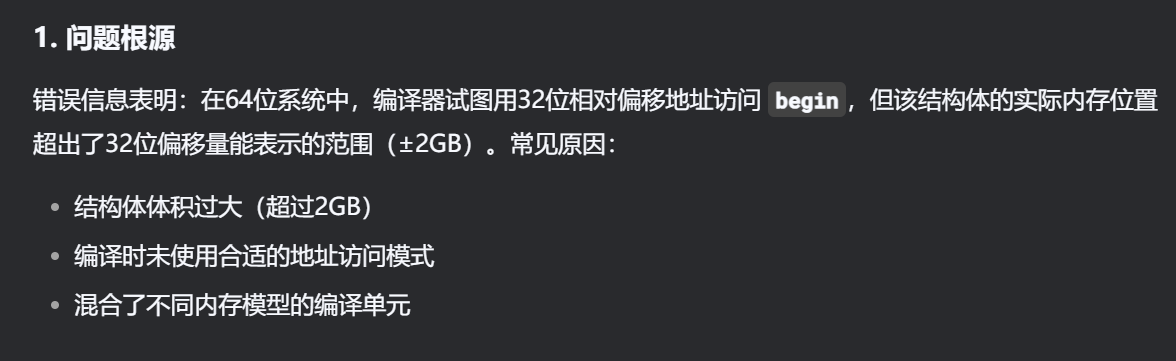 1. 问题根源
错误信息表明：在64位系统中，编译器试图用32位相对偏移地址访问 begin，但该结构体的实际内存位置
超出了32位偏移量能表示的范围（±2GB）。常见原因：
• 结构体体积过大（超过2GB）
• 编译时未使用合适的地址访问模式
• 混合了不同内存模型的编译单元